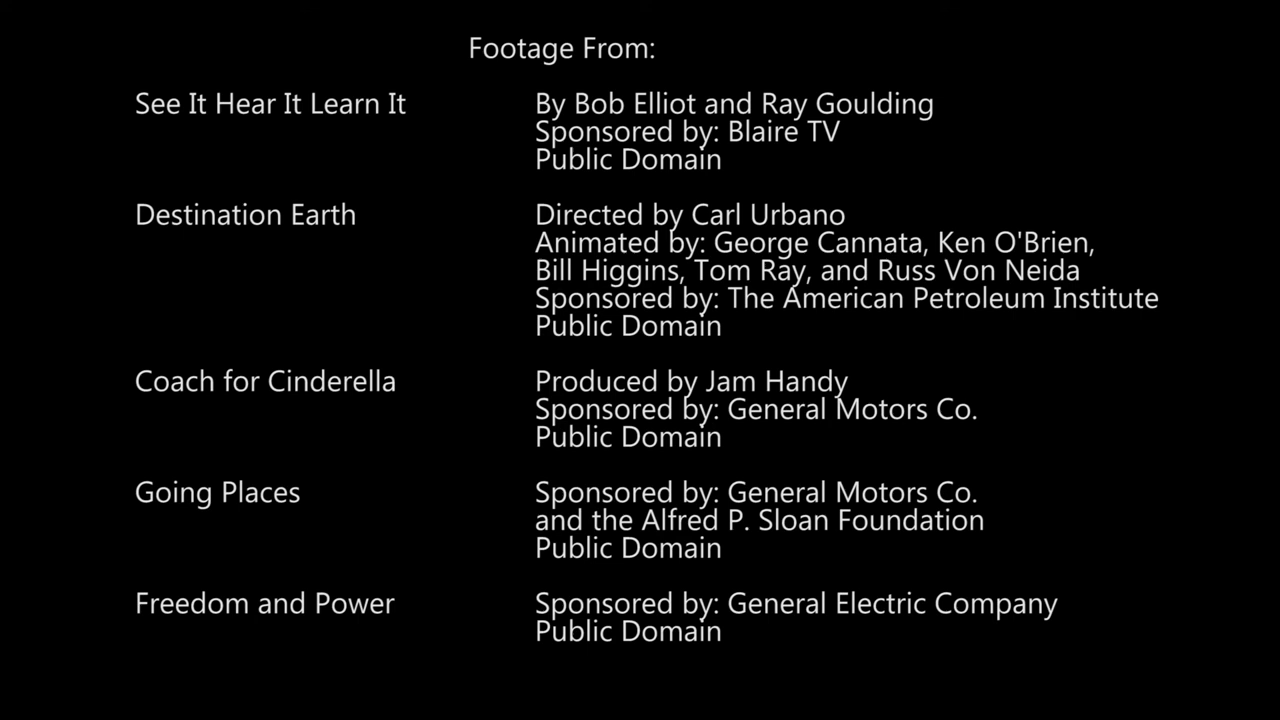 Footage From:
See It Hear It Learn It
By Bob Elliot and Ray Goulding
Sponsored by: Blaire TV
Public Domain
Destination Earth
Directed by Carl Urbano
Animated by: George Cannata, Ken O'Brien,
Bill Higgins, Tom Ray, and Russ Von Neida
Sponsored by: The American Petroleum Institute
Public Domain
Coach for Cinderella
Produced by Jam Handy
Sponsored by: General Motors Co.
Public Domain
Going Places
Sponsored by: General Motors Co.
and the Alfred P. Sloan Foundation
Public Domain
Freedom and Power
Sponsored by: General Electric Company
Public Domain